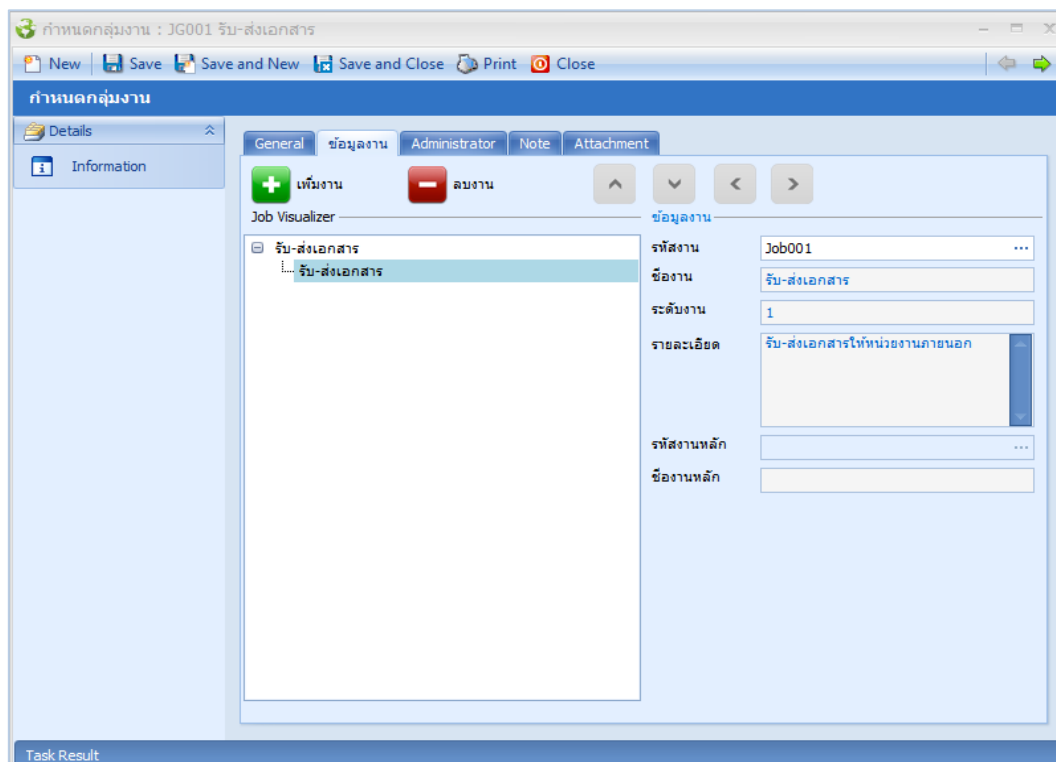 กำหนดกลุ่มงาน : JG001 รับ-ส่งเอกสาร
New Save Save and New Save and Close Print Close
กำหนดกลุ่มงาน
Details
Information
General ข้อมูลงาน Administrator Note Attachment
เพิ่มงาน ลบงาน
Job Visualizer
รับ-ส่งเอกสาร
รับ-ส่งเอกสาร
ข้อมูลงาน
รหัสงาน Job001 ...
ชื่องาน รับ-ส่งเอกสาร
ระดับงาน 1
รายละเอียด รับ-ส่งเอกสารให้หน่วยงานภายนอก
รหัสงานหลัก ...
ชื่องานหลัก
Task Result